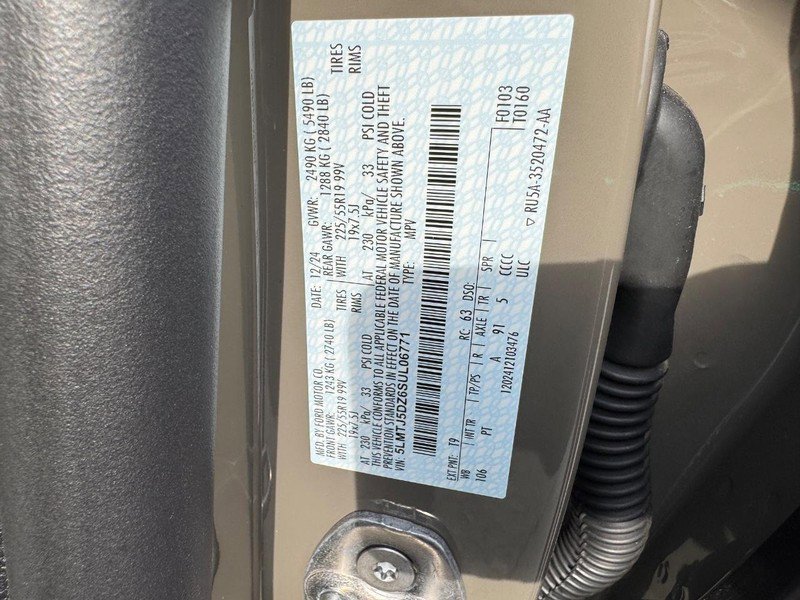 MFD. BY FORD MOTOR CO. DATE: 12/24 GVWR: 2490 KG ( 5490 LB)
FRONT GAWR: 1243 KG ( 2740 LB) REAR GAWR: 1288 KG ( 2840 LB)
WITH 225/55R19 99V TIRES WITH 225/55R19 99V TIRES
19x7.5J RIMS 19x7.5J RIMS
AT 230 kPa/ 33 PSI COLD AT 230 kPa/ 33 PSI COLD
THIS VEHICLE CONFORMS TO ALL APPLICABLE FEDERAL MOTOR VEHICLE SAFETY AND THEFT
PREVENTION STANDARDS IN EFFECT ON THE DATE OF MANUFACTURE SHOWN ABOVE.
VIN: 5LMTJ5DZ6SUL06771 TYPE: MPV
EXT PNT: T9 RC: 63 DSO: F0103
WB INT TR TP/PS R AXLE TR SPR T0160
106 PT A 91 5 CCCC
1202412103476 ULC
▽ RU5A-3520472-AA